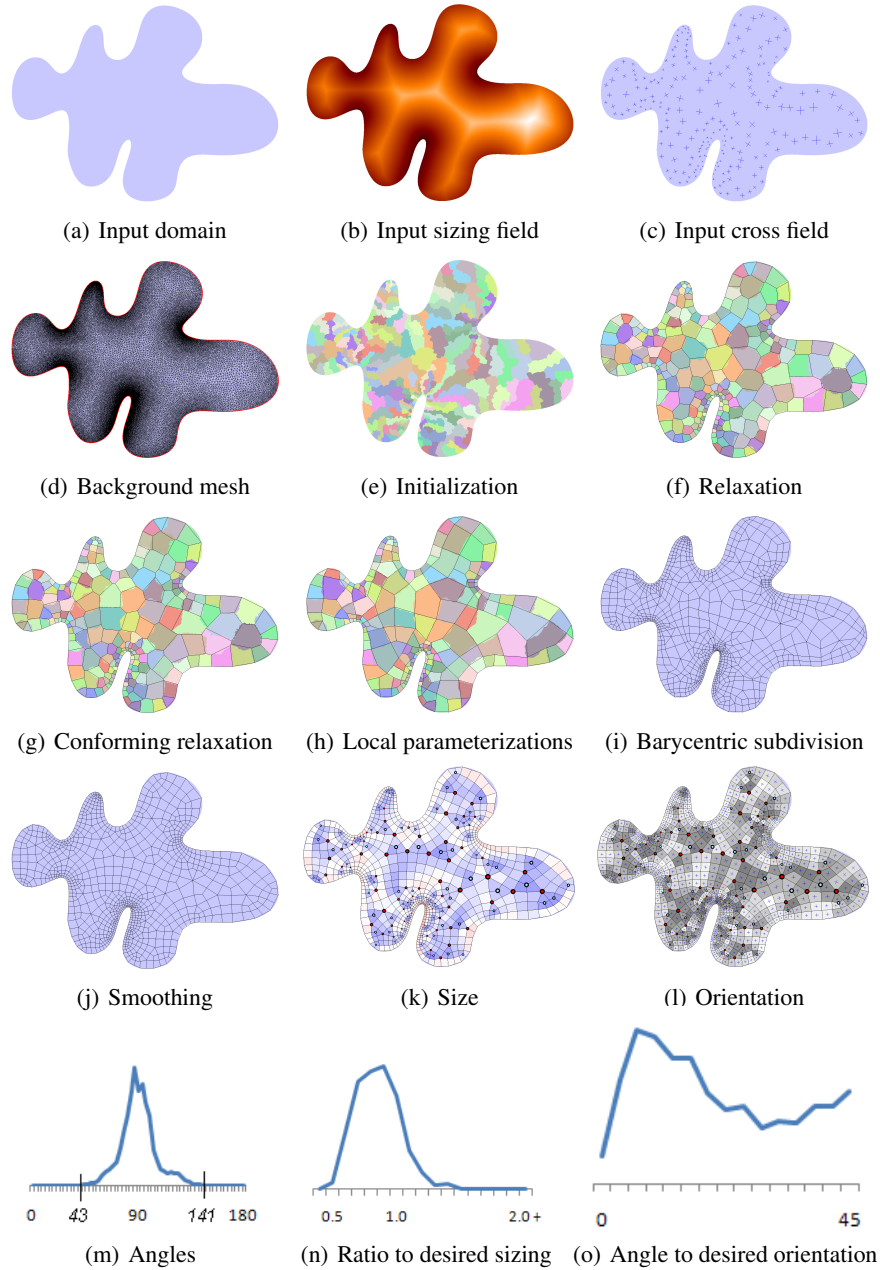 (a) Input domain
(b) Input sizing field
(c) Input cross field
(d) Background mesh
(e) Initialization
(f) Relaxation
(g) Conforming relaxation
(h) Local parameterizations
(i) Barycentric subdivision
(j) Smoothing
(k) Size
(l) Orientation
0 43 90 141 180
0.5 1.0 2.0+
0 45
(m) Angles
(n) Ratio to desired sizing
(o) Angle to desired orientation